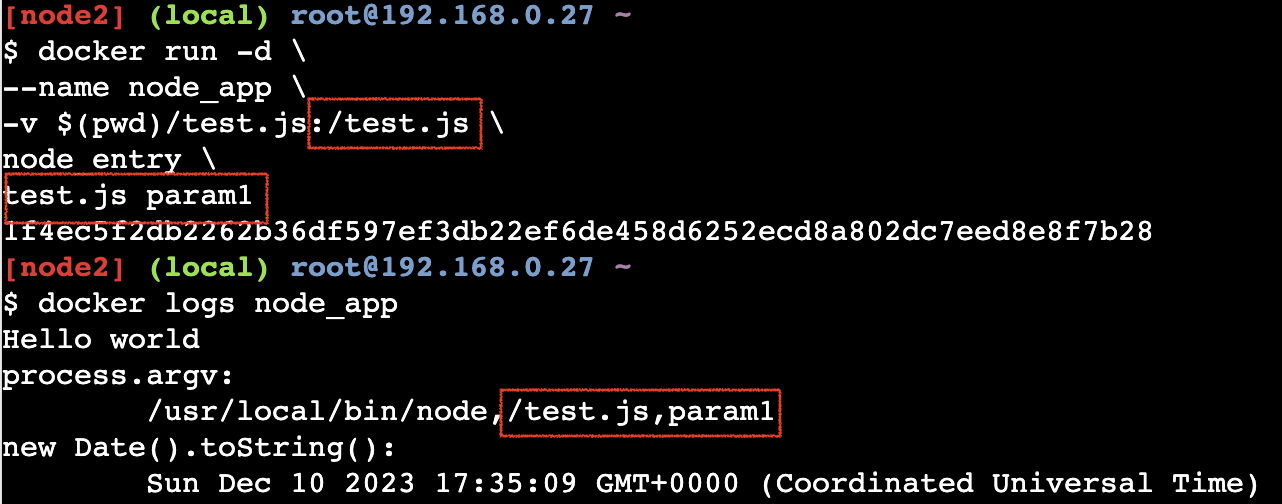 [node2] (local) root@192.168.0.27 ~
$ docker run -d \
--name node_app \
-v $(pwd)/test.js:/test.js \
node entry \
test.js param1
1f4ec5f2db2262b36df597ef3db22ef6de458d6252ecd8a802dc7eed8e8f7b28
[node2] (local) root@192.168.0.27 ~
$ docker logs node_app
Hello world
process.argv:
/usr/local/bin/node,/test.js,param1
new Date().toString():
Sun Dec 10 2023 17:35:09 GMT+0000 (Coordinated Universal Time)